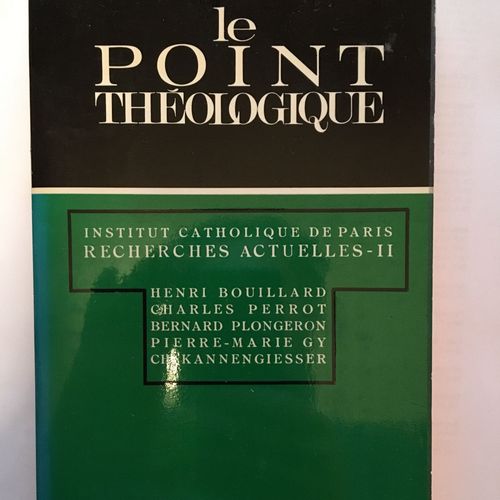 le
POINT
THÉOLOGIQUE
INSTITUT CATHOLIQUE DE PARIS
RECHERCHES ACTUELLES-II
HENRI BOUILLARD
CHARLES PERROT
BERNARD PLONGERON
PIERRE-MARIE GY
CH. KANNENGIESSER